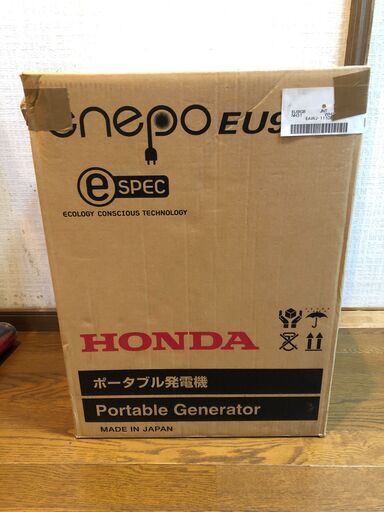 enepo EU9
e SPEC
ECOLOGY CONSCIOUS TECHNOLOGY
HONDA
ポータブル発電機
Portable Generator
MADE IN JAPAN